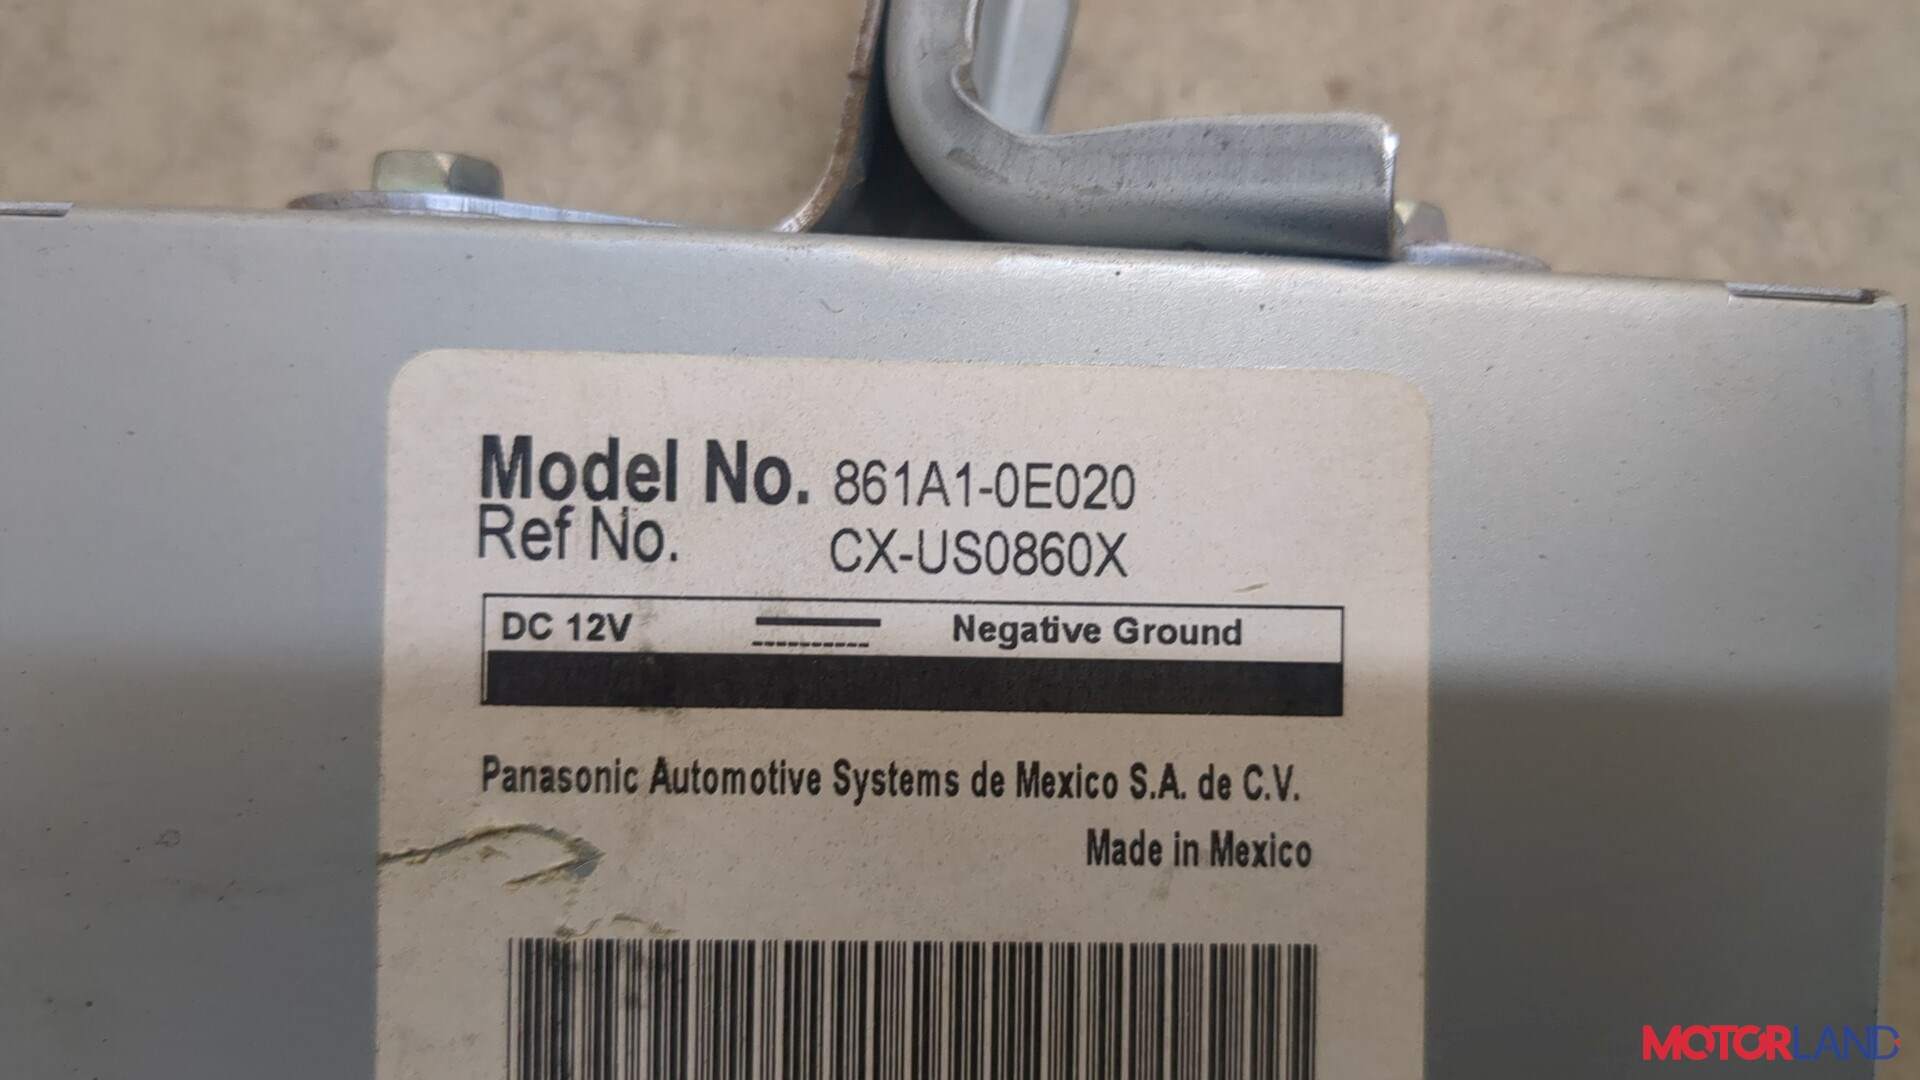 Model No. 861A1-0E020
Ref No. CX-US0860X
DC 12V Negative Ground
Panasonic Automotive Systems de Mexico S.A. de C.V.
Made in Mexico
MOTORLAND